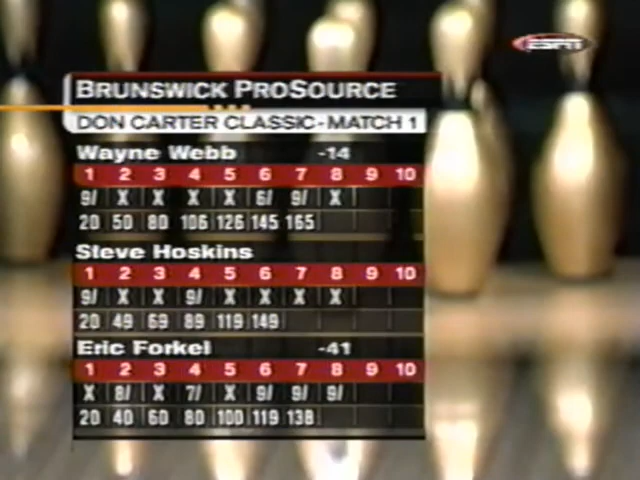 ESPN
BRUNSWICK PROSOURCE
DON CARTER CLASSIC - MATCH 1
Wayne Webb -14
1 2 3 4 5 6 7 8 9 10
9/ X X X X 6/ 9/ X
20 50 80 106 126 145 165
Steve Hoskins
1 2 3 4 5 6 7 8 9 10
9/ X X 9/ X X X X
20 49 69 89 119 149
Eric Forkel -41
1 2 3 4 5 6 7 8 9 10
X 8/ X 7/ X 9/ 9/ 9/
20 40 60 80 100 119 138